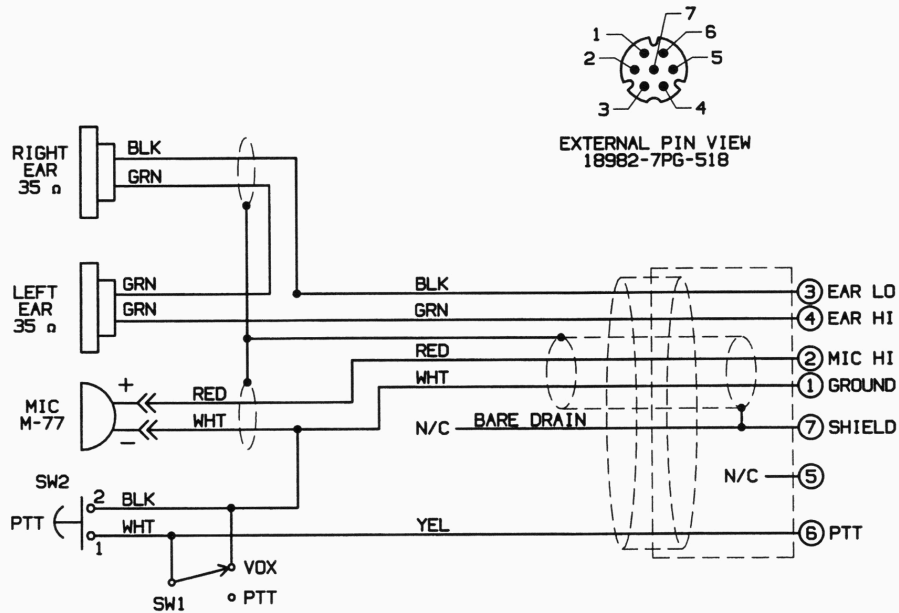 7
1
6
2
5
3
4
EXTERNAL PIN VIEW
18982-7PG-518
RIGHT
EAR
35 Ω
BLK
GRN
LEFT
EAR
35 Ω
GRN
GRN
BLK
GRN
3 EAR LO
4 EAR HI
RED
2 MIC HI
WHT
1 GROUND
MIC
M-77
+
–
RED
WHT
N/C
BARE DRAIN
7 SHIELD
N/C
5
SW2
PTT
2
BLK
1
WHT
YEL
6 PTT
VOX
PTT
SW1